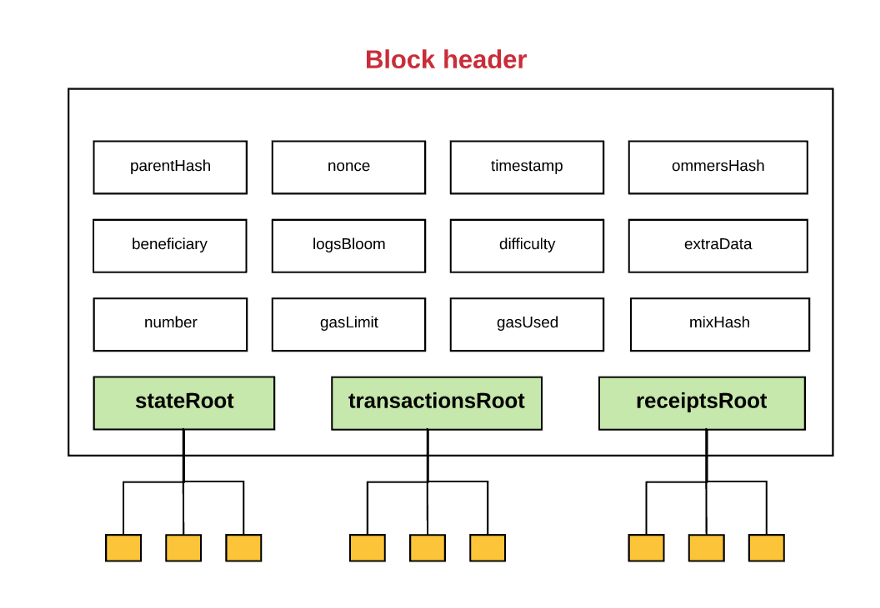 Block header
parentHash
nonce
timestamp
ommersHash
beneficiary
logsBloom
difficulty
extraData
number
gasLimit
gasUsed
mixHash
stateRoot
transactionsRoot
receiptsRoot